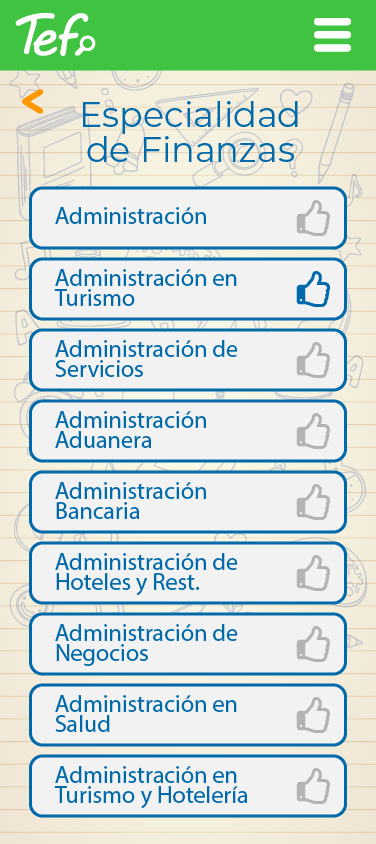 Tef
<
Especialidad
de Finanzas
Administración
Administración en
Turismo
Administración de
Servicios
Administración
Aduanera
Administración
Bancaria
Administración de
Hoteles y Rest.
Administración de
Negocios
Administración en
Salud
Administración en
Turismo y Hotelería